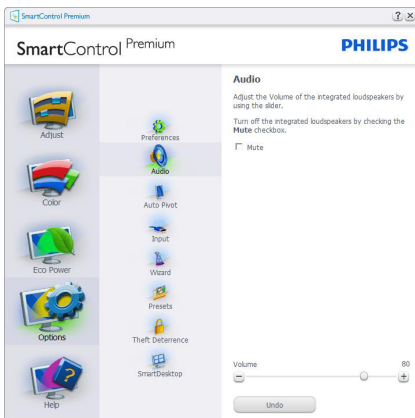 SmartControl Premium
SmartControl Premium
PHILIPS
Adjust
Color
Eco Power
Options
Help
Preferences
Audio
Auto Pivot
Input
Wizard
Presets
Theft Deterrence
SmartDesktop
Audio
Adjust the Volume of the integrated loudspeakers by
using the slider.
Turn off the integrated loudspeakers by checking the
Mute checkbox.
Mute
Volume 80
Undo